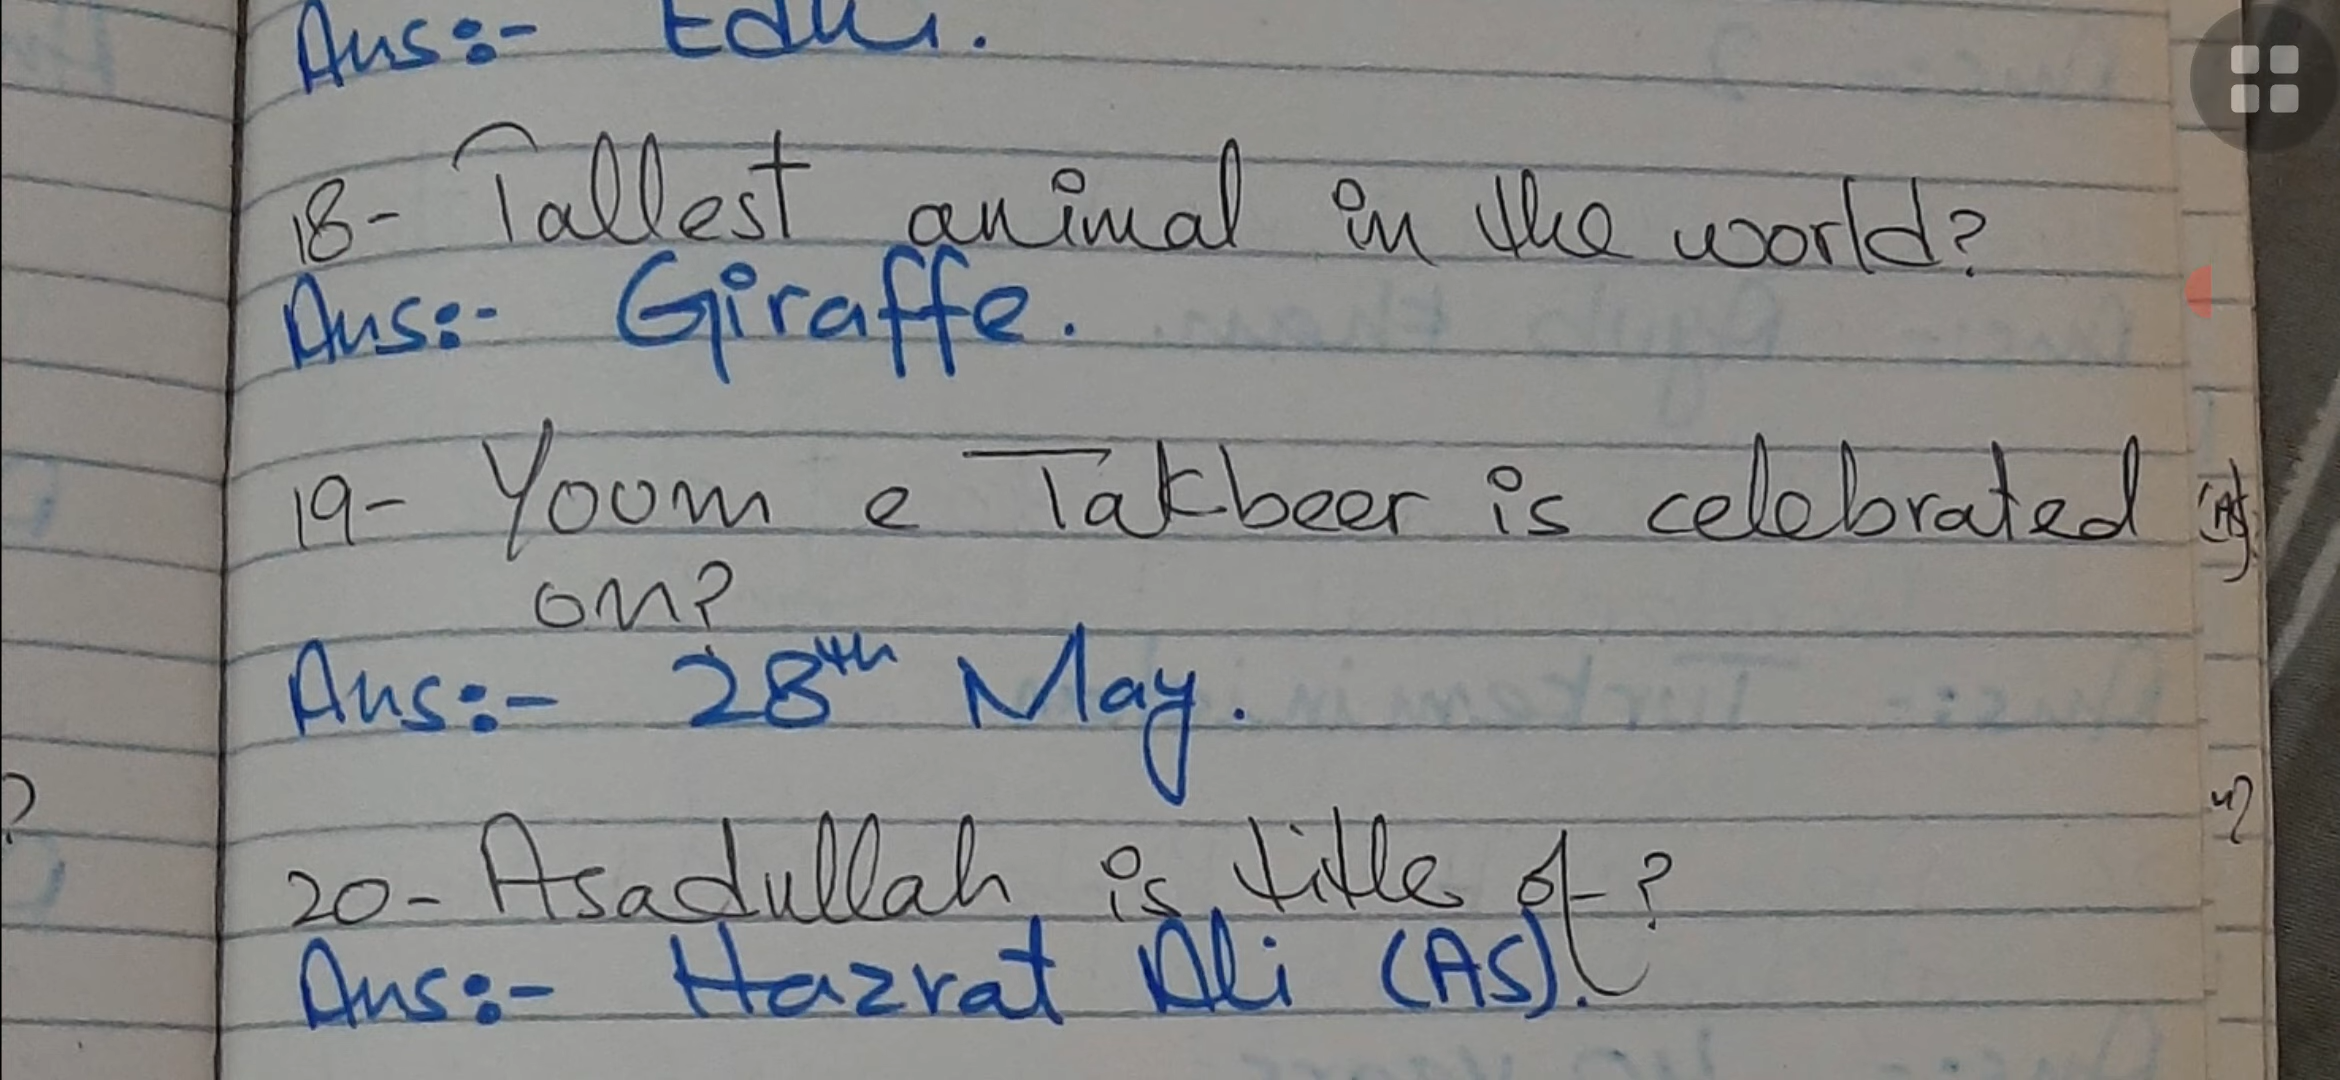 Ans:-
18- Tallest animal in the world?
Ans:- Giraffe.
19- Yoom e Takbeer is celebrated
on?
Ans:- 28th May.
20- Asadullah is title of?
Ans:- Hazrat Ali (AS).